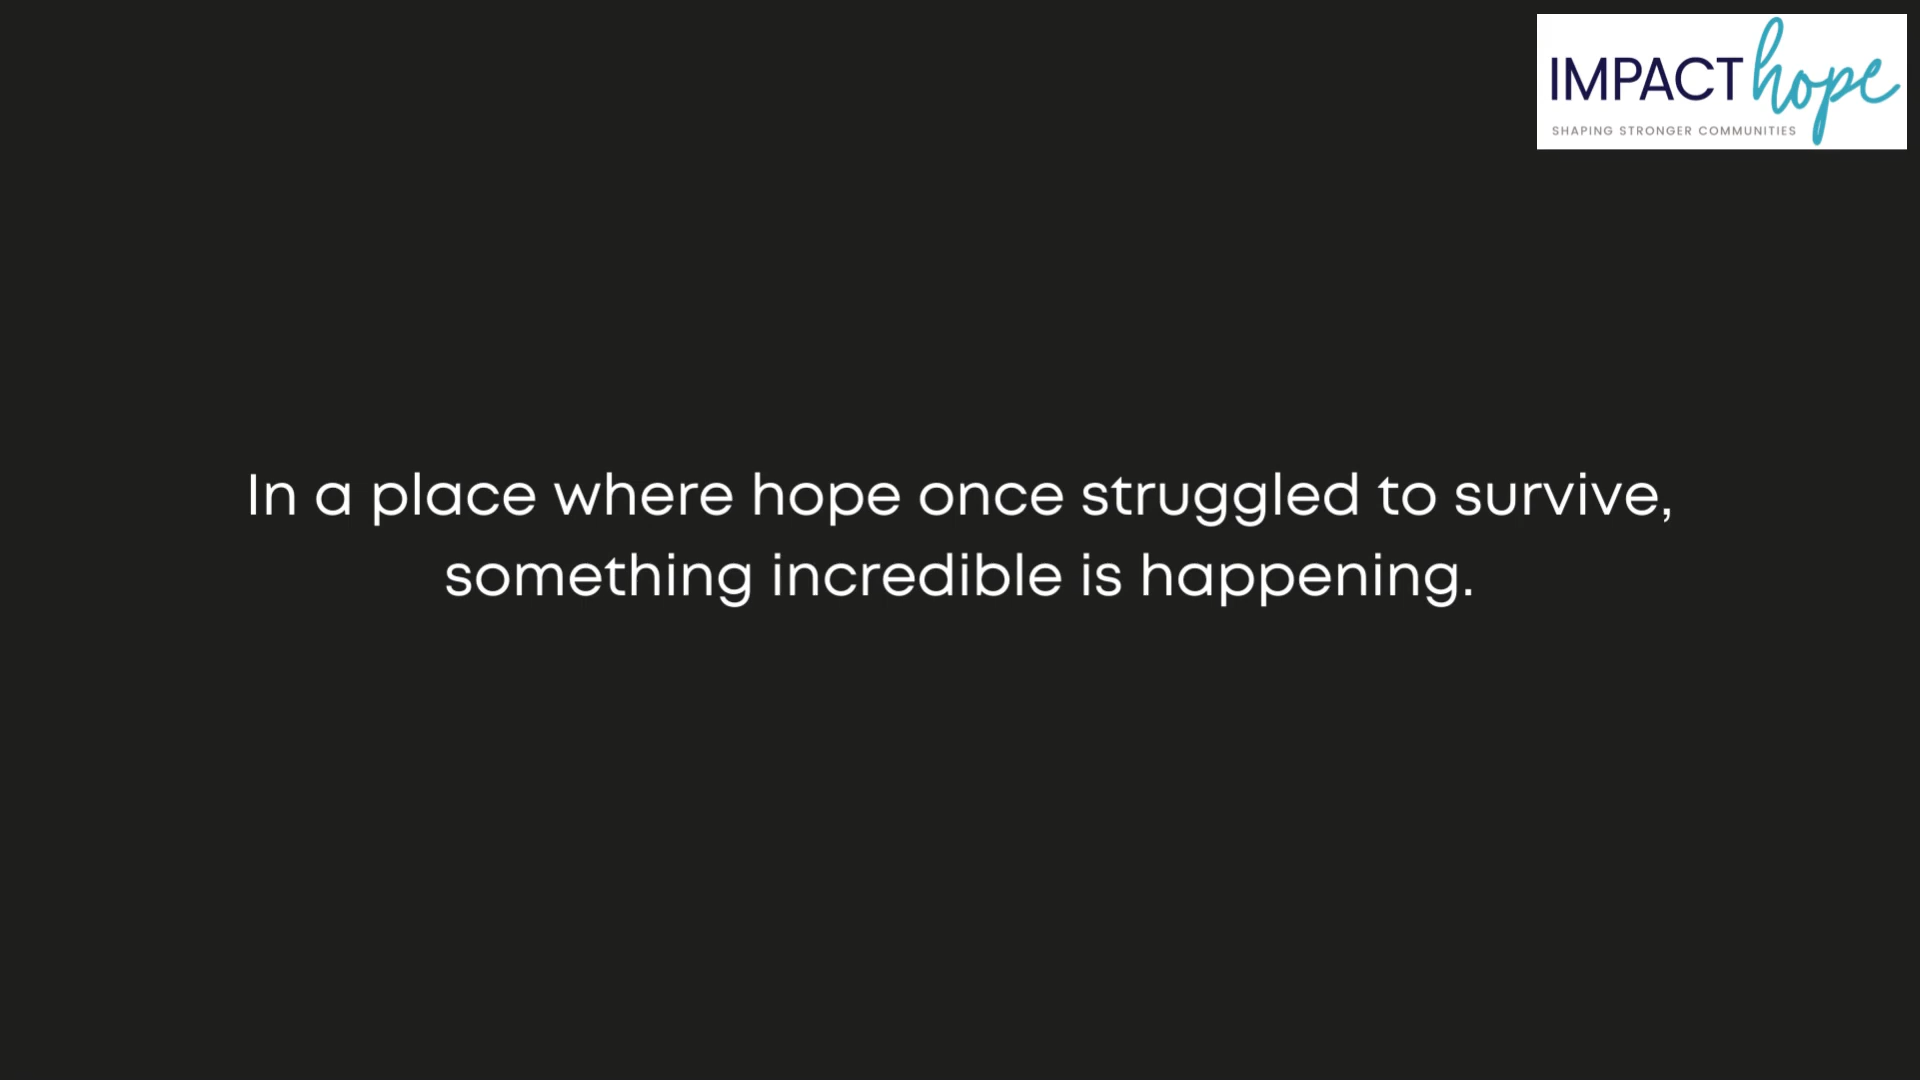 IMPACT hope
SHAPING STRONGER COMMUNITIES
In a place where hope once struggled to survive,
something incredible is happening.